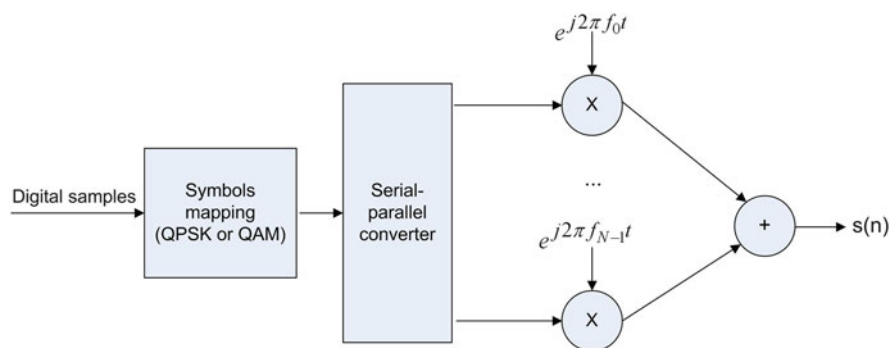 e^{j2πf_0t}
X
Digital samples
Symbols
mapping
(QPSK or QAM)
Serial-
parallel
converter
...
e^{j2πf_{N-1}t}
X
+
s(n)